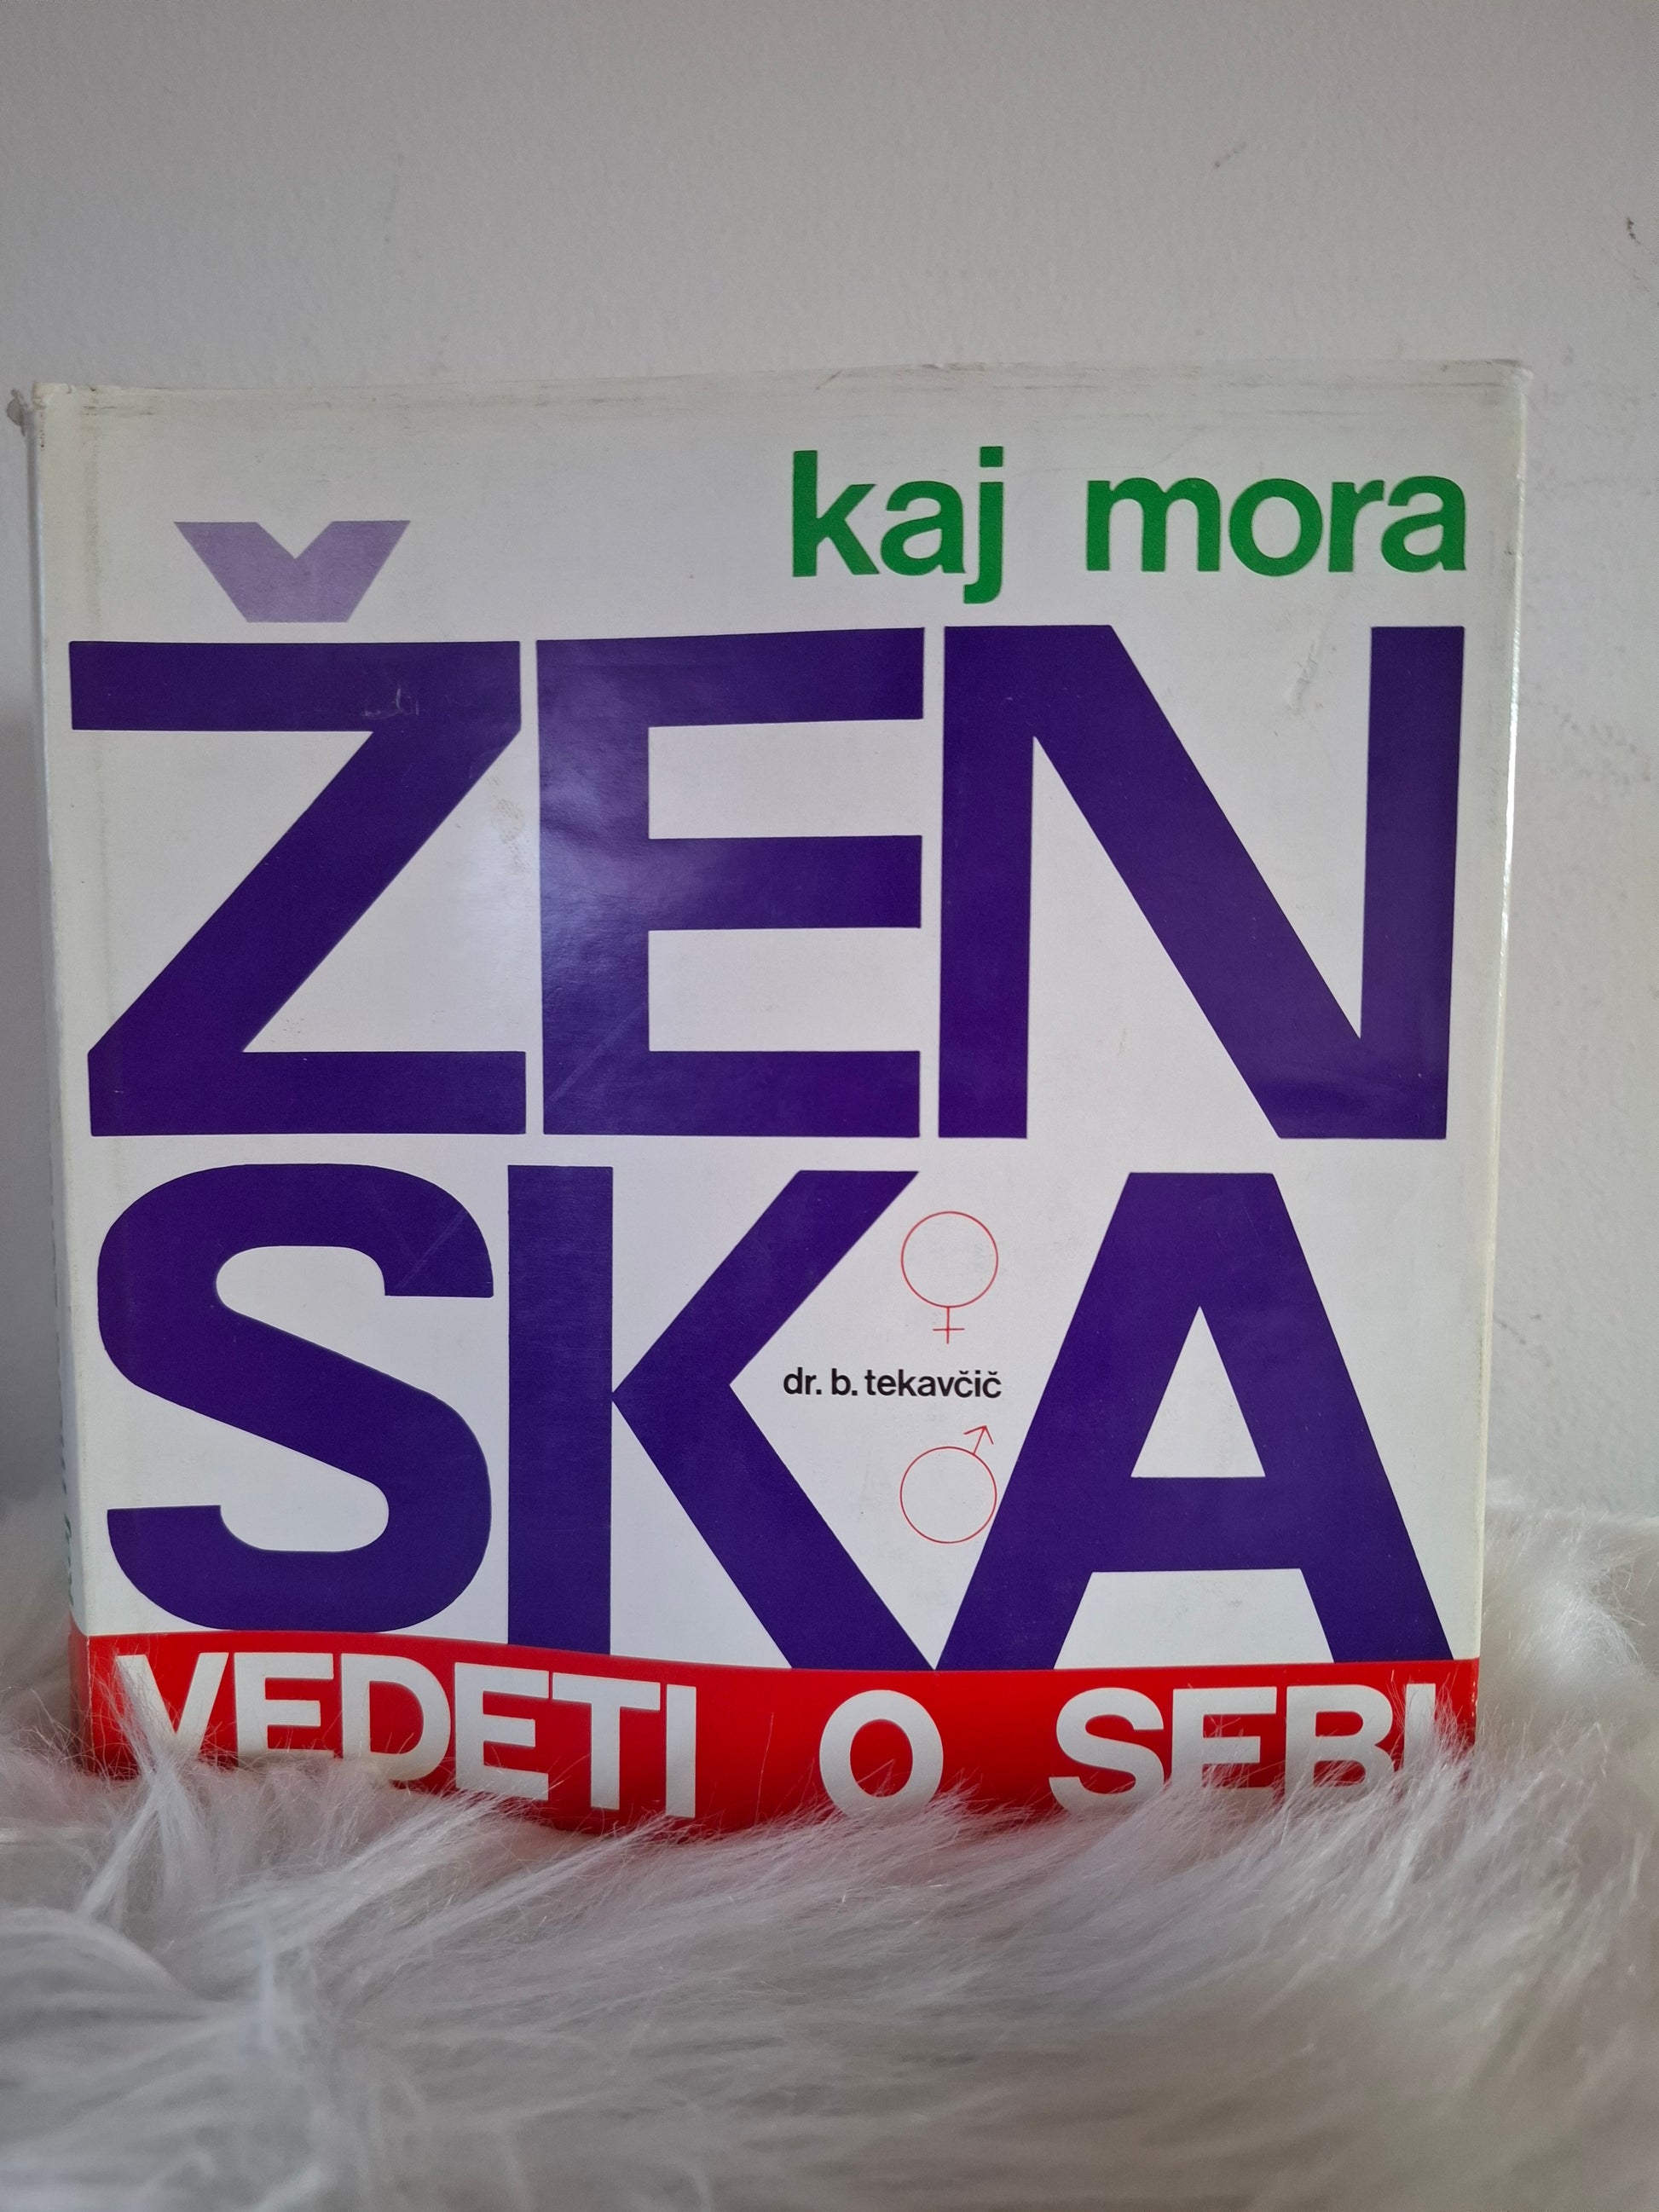 kaj mora
ŽEN
SKA
dr. b. tekavčič
VEDETI O SEBI